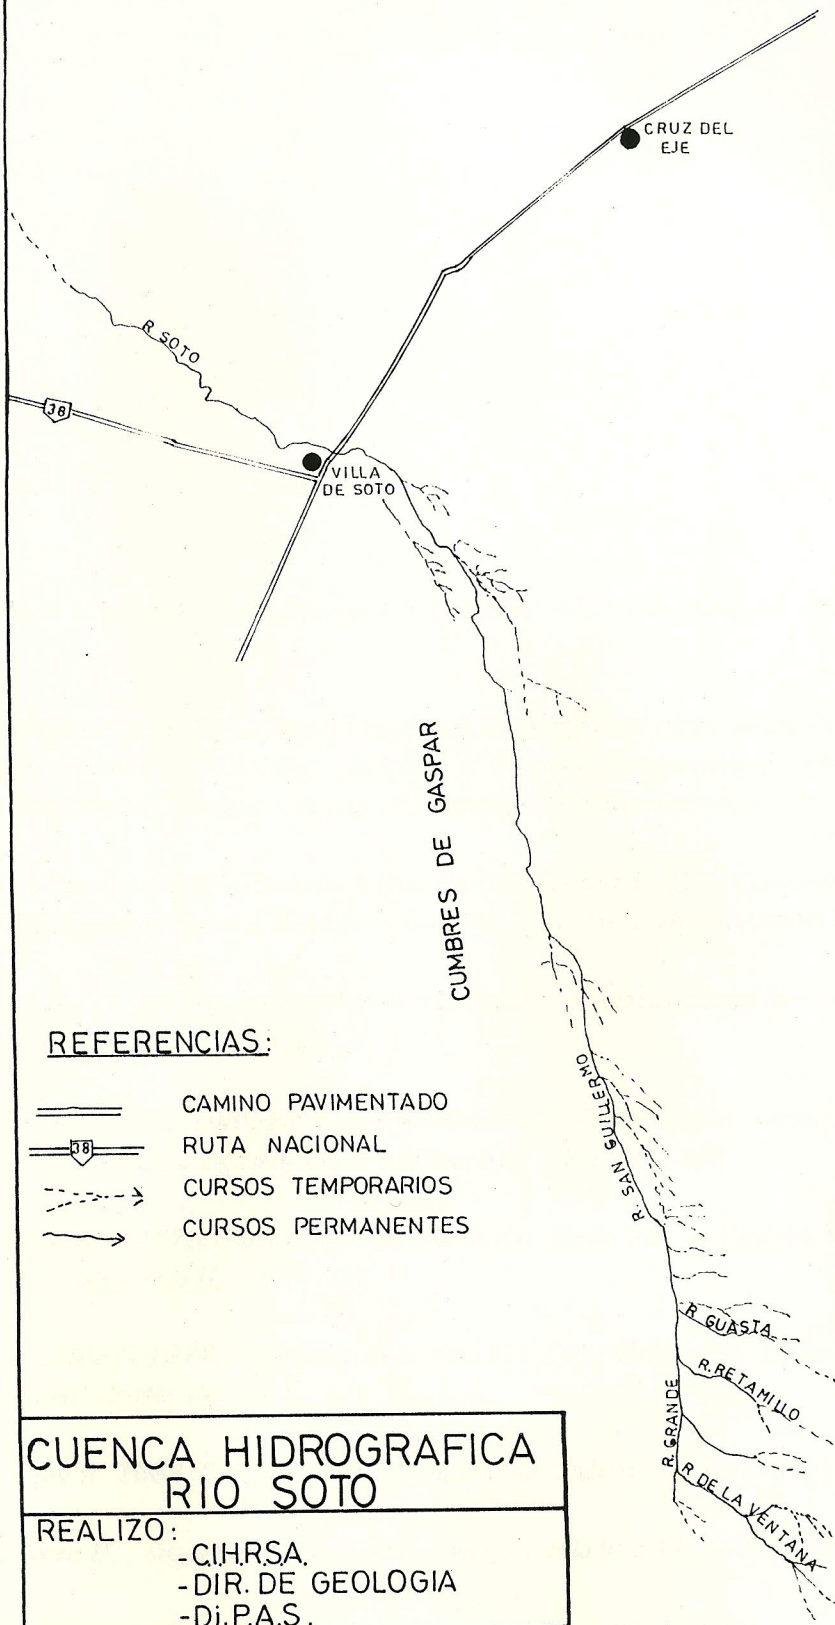 CRUZ DEL
EJE
R SOTO
38
VILLA
DE SOTO
CUMBRES DE GASPAR
REFERENCIAS:
CAMINO PAVIMENTADO
38
RUTA NACIONAL
CURSOS TEMPORARIOS
CURSOS PERMANENTES
R. SAN GUILLERMO
R GUASTA
R. RETAMILLO
R. GRANDE
R DE LA VENTANA
CUENCA HIDROGRAFICA
RIO SOTO
REALIZO:
-C.I.H.R.S.A.
-DIR. DE GEOLOGIA
-Di.P.A.S.